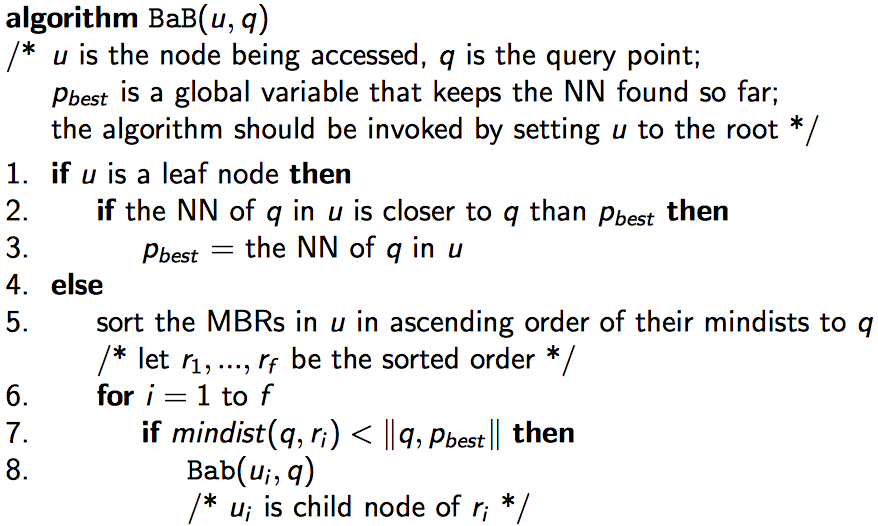 algorithm BaB(u, q)
/* u is the node being accessed, q is the query point;
p_best is a global variable that keeps the NN found so far;
the algorithm should be invoked by setting u to the root */
1. if u is a leaf node then
2. if the NN of q in u is closer to q than p_best then
3. p_best = the NN of q in u
4. else
5. sort the MBRs in u in ascending order of their mindists to q
/* let r_1, ..., r_f be the sorted order */
6. for i = 1 to f
7. if mindist(q, r_i) < ‖q, p_best‖ then
8. Bab(u_i, q)
/* u_i is child node of r_i */